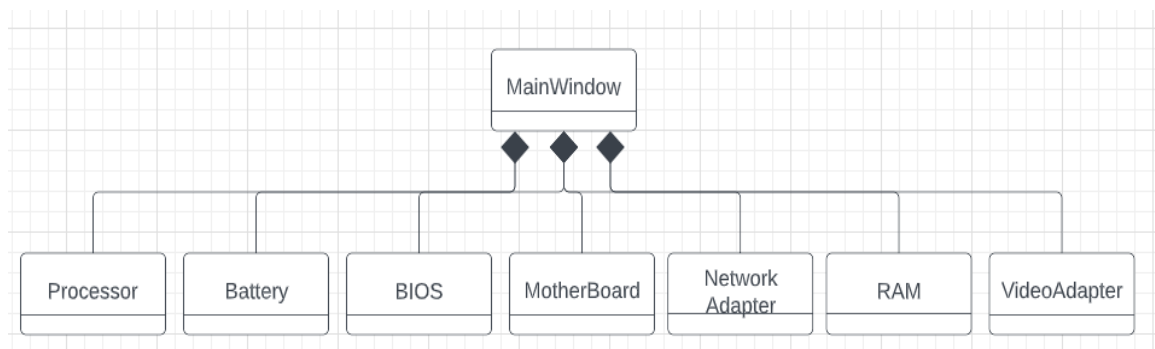 MainWindow
Processor
Battery
BIOS
MotherBoard
Network
Adapter
RAM
VideoAdapter